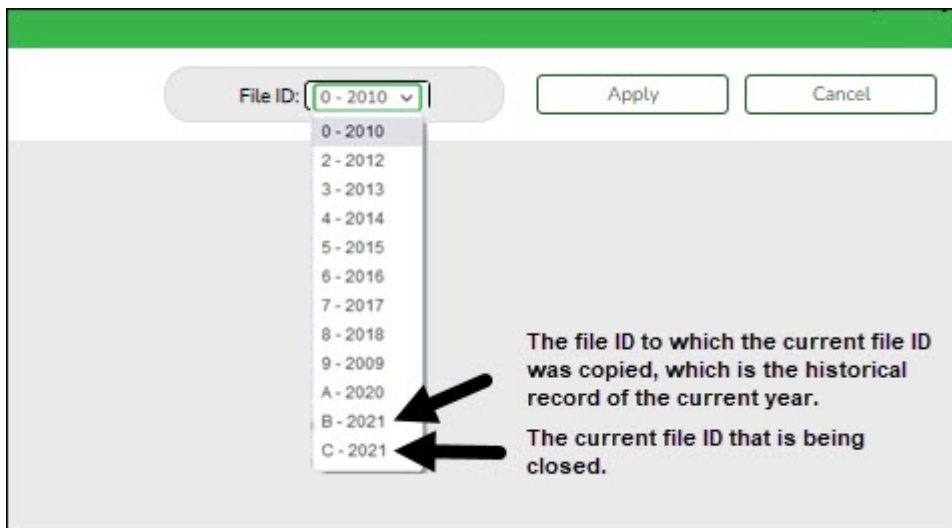 File ID: 0 - 2010 Apply Cancel
0 - 2010
2 - 2012
3 - 2013
4 - 2014
5 - 2015
6 - 2016
7 - 2017
8 - 2018
9 - 2009
A - 2020
B - 2021
C - 2021
The file ID to which the current file ID
was copied, which is the historical
record of the current year.
The current file ID that is being
closed.